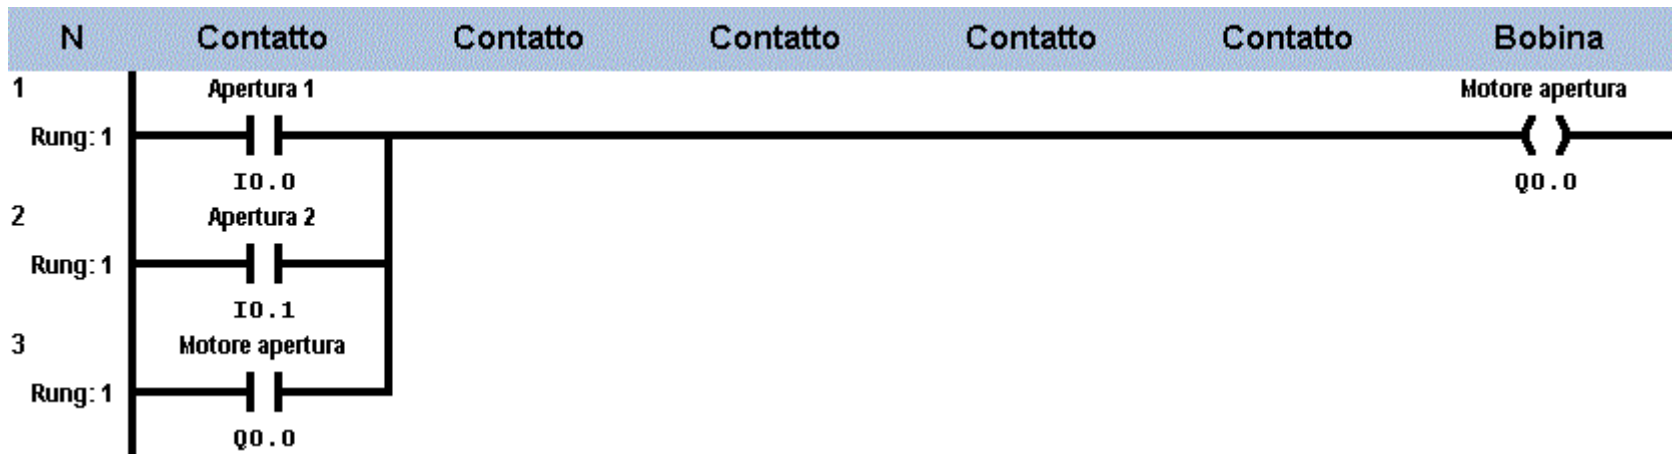 N Contatto Contatto Contatto Contatto Contatto Bobina
1 Apertura 1 Motore apertura
Rung: 1
I0.0 Q0.0
2 Apertura 2
Rung: 1
I0.1
3 Motore apertura
Rung: 1
Q0.0